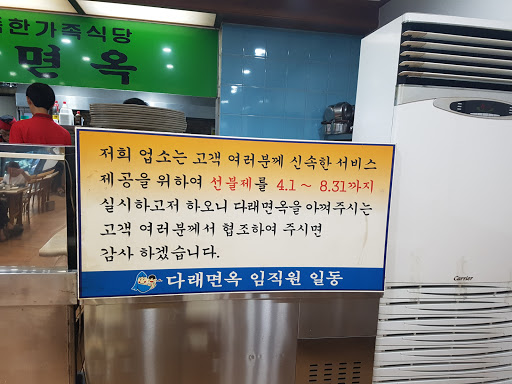 한가족식당
면옥
저희 업소는 고객 여러분께 신속한 서비스
제공을 위하여 선불제를 4.1 ~ 8.31까지
실시하고저 하오니 다래면옥을 아껴주시는
고객 여러분께서 협조하여 주시면
감사 하겠습니다.
다래면옥 임직원 일동
Carrier